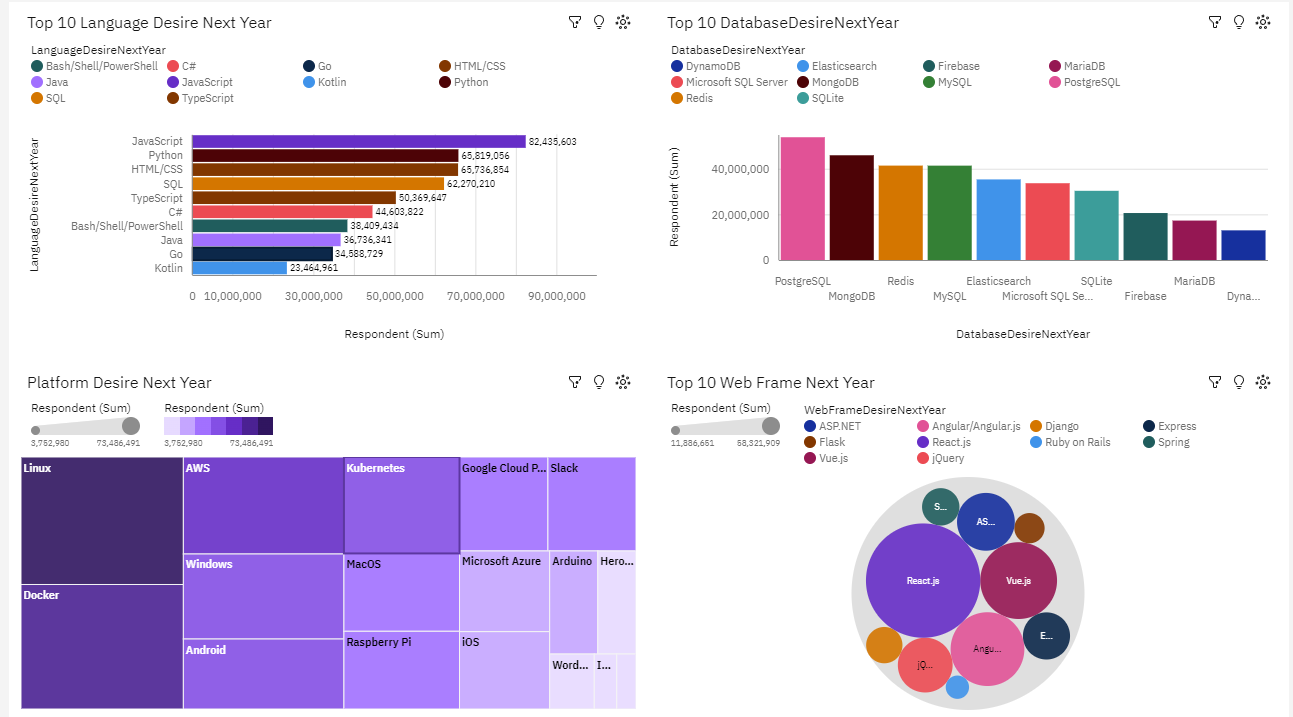 Top 10 Language Desire Next Year
LanguageDesireNextYear
Bash/Shell/PowerShell C# Go HTML/CSS
Java JavaScript Kotlin Python
SQL TypeScript
LanguageDesireNextYear
JavaScript 82,435,603
Python 65,819,056
HTML/CSS 65,736,854
SQL 62,270,210
TypeScript 50,369,647
C# 44,603,822
Bash/Shell/PowerShell 38,409,434
Java 36,736,341
Go 34,588,729
Kotlin 23,464,961
0 10,000,000 30,000,000 50,000,000 70,000,000 90,000,000
Respondent (Sum)
Top 10 DatabaseDesireNextYear
DatabaseDesireNextYear
DynamoDB Elasticsearch Firebase MariaDB
Microsoft SQL Server MongoDB MySQL PostgreSQL
Redis SQLite
Respondent (Sum)
40,000,000
20,000,000
0
PostgreSQL Redis Elasticsearch SQLite MariaDB
MongoDB MySQL Microsoft SQL Se... Firebase Dyna...
DatabaseDesireNextYear
Platform Desire Next Year
Respondent (Sum) Respondent (Sum)
3,752,980 73,486,491 3,752,980 73,486,491
Linux AWS Kubernetes Google Cloud P... Slack
Windows MacOS Microsoft Azure Arduino Hero...
Docker
Android Raspberry Pi iOS
Word... I...
Top 10 Web Frame Next Year
Respondent (Sum) WebFrameDesireNextYear
11,886,651 58,321,909
ASP.NET Angular/Angular.js Django Express
Flask React.js Ruby on Rails Spring
Vue.js jQuery
S...
AS...
React.js Vue.js
E...
Angu...
jQ...